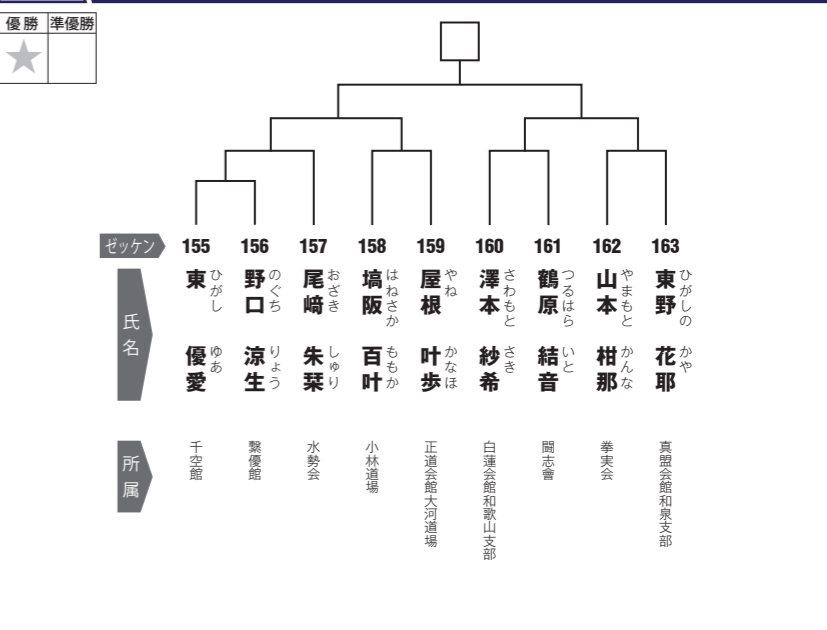 優勝 準優勝
★
ゼッケン 155 156 157 158 159 160 161 162 163
氏名
東 優愛 ひがし ゆあ
野口 涼生 のぐち りょう
尾﨑 朱栞 おざき しゅり
塙阪 百叶 はねさか ももか
屋根 叶歩 やね かなほ
澤本 紗希 さわもと さき
鶴原 結音 つるはら いと
山本 柑那 やまもと かんな
東野 花耶 ひがしの かや
所属
千空館
繋優館
水勢会
小林道場
正道会館大河道場
白蓮会館和歌山支部
闘志會
拳実会
真盟会館和泉支部